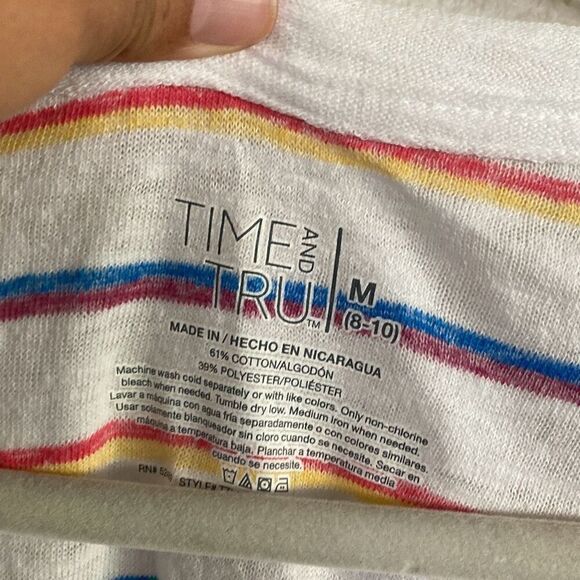 TIME AND
TRU™
M
(8-10)
MADE IN / HECHO EN NICARAGUA
61% COTTON/ALGODÓN
39% POLYESTER/POLIÉSTER
Machine wash cold separately or with like colors. Only non-chlorine
bleach when needed. Tumble dry low. Medium Iron when needed.
Lavar a máquina con agua fría separadamente o con colores similares.
Usar solamente blanqueador sin cloro cuando se necesite. Secar en
máquina a temperatura baja. Planchar a temperatura media
cuando se necesite.
RN#
STYLE#